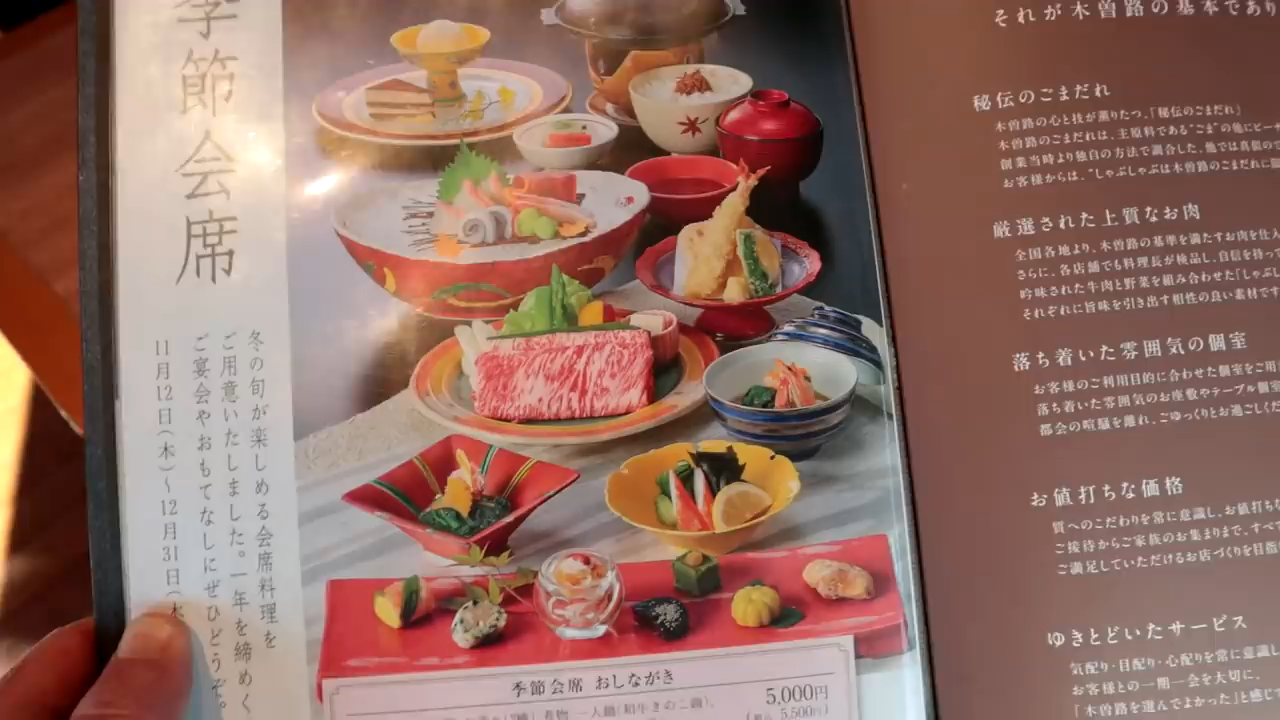 季節会席
冬の旬が楽しめる会席料理を
ご用意いたしました。一年を締めく
ご宴会やおもてなしにぜひどうぞ。
11月12日(木)〜12月31日(木
季節会席 おしながき
5,000円
5,500円)
煮物 一人鍋(和牛きのこ鍋)、
それが木曽路の基本であり
秘伝のごまだれ
木曽路の心と技が薫りたつ、「秘伝のごまだれ」
木曽路のごまだれは、主原料である"ごま"の他にピー
創業当時より独自の方法で調合した、他では真似ので
お客様からは、"しゃぶしゃぶは木曽路のごまだれに
厳選された上質なお肉
全国各地より、木曽路の基準を満たすお肉を仕入
さらに、各店舗でも料理長が検品し、自信を持っ
吟味された牛肉と野菜を組み合わせた「しゃぶし
それぞれに旨味を引き出す相性の良い素材です
落ち着いた雰囲気の個室
お客様のご利用目的に合わせた個室をご用
落ち着いた雰囲気のお座敷やテーブル個室
都会の喧騒を離れ、ごゆっくりとお過ごしくだ
お値打ちな価格
質へのこだわりを常に意識し、お値打ちな
ご接待からご家族のお集まりまで、すべ
ご満足していただけるお店づくりを目指
ゆきとどいたサービス
気配り・目配り・心配りを常に意識し
お客様との一期一会を大切に、
「木曽路を選んでよかった」と感じ